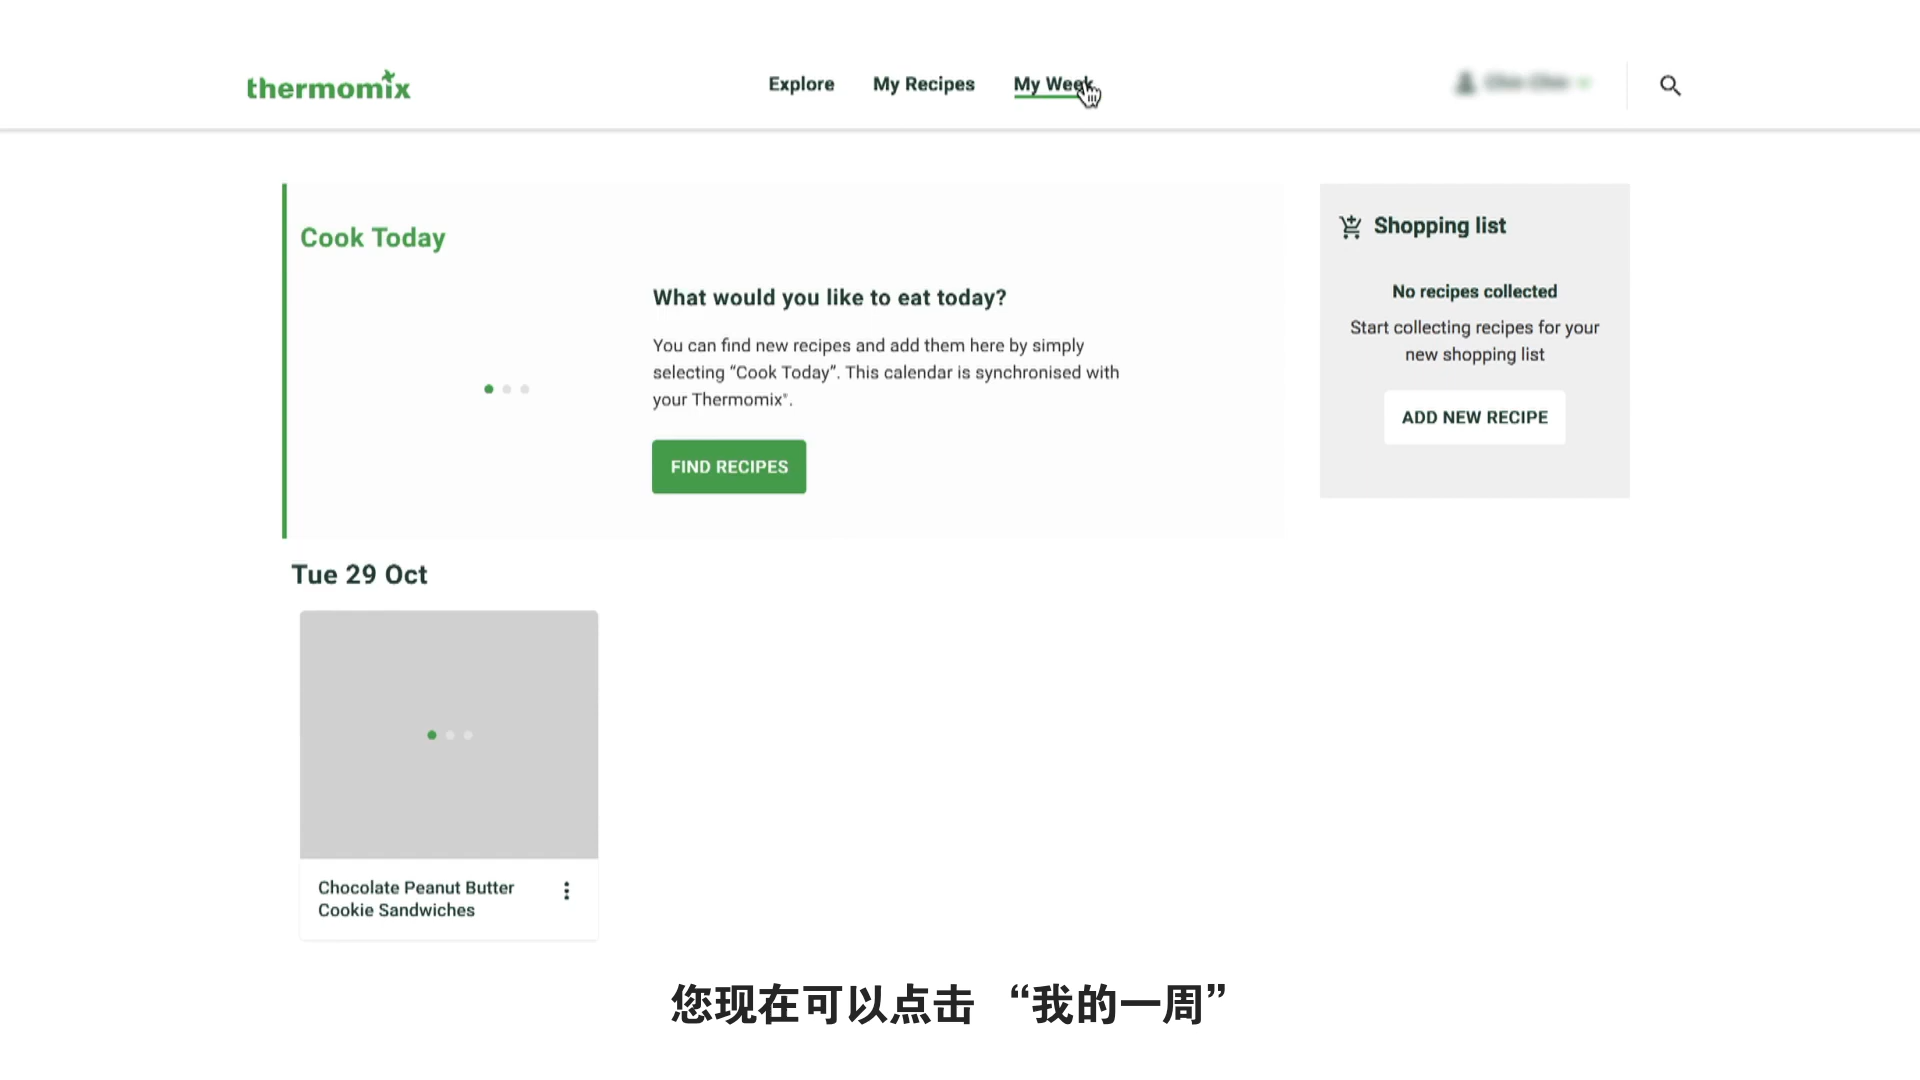 thermomix
Explore
My Recipes
My Week
Cook Today
What would you like to eat today?
You can find new recipes and add them here by simply
selecting “Cook Today”. This calendar is synchronised with
your Thermomix®.
FIND RECIPES
Shopping list
No recipes collected
Start collecting recipes for your
new shopping list
ADD NEW RECIPE
Tue 29 Oct
Chocolate Peanut Butter
Cookie Sandwiches
您现在可以点击 “我的一周”